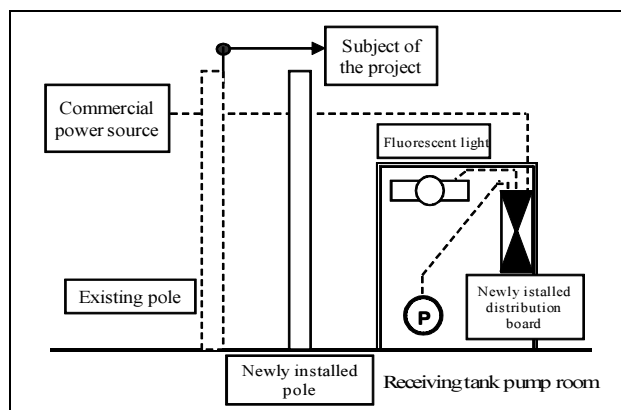 Subject of
the project
Commercial
power source
Fluorescent light
Existing pole
P
Newly istalled
distribution
board
Newly installed
pole
Receiving tank pump room